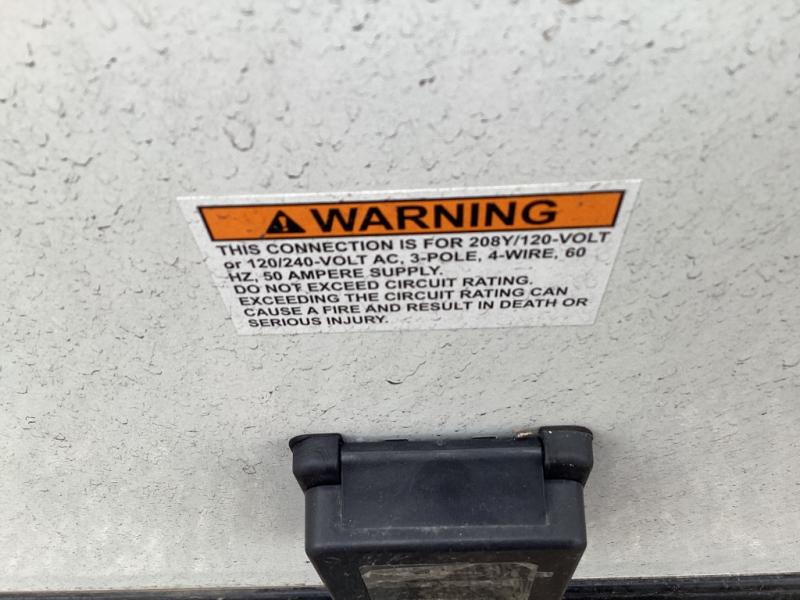 WARNING
THIS CONNECTION IS FOR 208Y/120-VOLT
or 120/240-VOLT AC, 3-POLE, 4-WIRE, 60
HZ, 50 AMPERE SUPPLY.
DO NOT EXCEED CIRCUIT RATING.
EXCEEDING THE CIRCUIT RATING CAN
CAUSE A FIRE AND RESULT IN DEATH OR
SERIOUS INJURY.